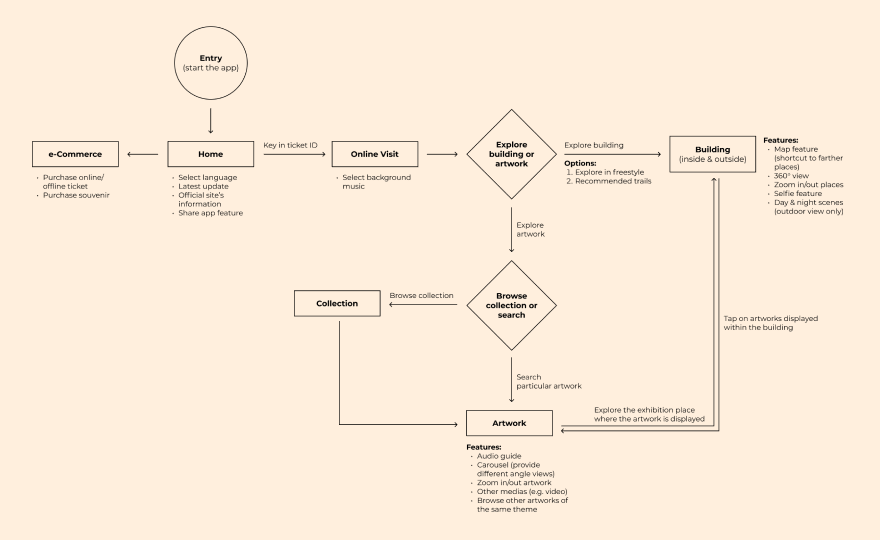 Entry
(start the app)
e-Commerce
• Purchase online/
offline ticket
• Purchase souvenir
Home
• Select language
• Latest update
• Official site's
information
• Share app feature
Key in ticket ID
Online Visit
• Select background
music
Explore
building or
artwork
Explore building
Options:
1. Explore in freestyle
2. Recommended trails
Building
(inside & outside)
Features:
• Map feature
(shortcut to farther
places)
• 360° view
• Zoom in/out places
• Selfie feature
• Day & night scenes
(outdoor view only)
Explore
artwork
Collection
Browse collection
Browse
collection or
search
Tap on artworks displayed
within the building
Search
particular artwork
Explore the exhibition place
where the artwork is displayed
Artwork
Features:
• Audio guide
• Carousel (provide
different angle views)
• Zoom in/out artwork
• Other medias (e.g. video)
• Browse other artworks of
the same theme